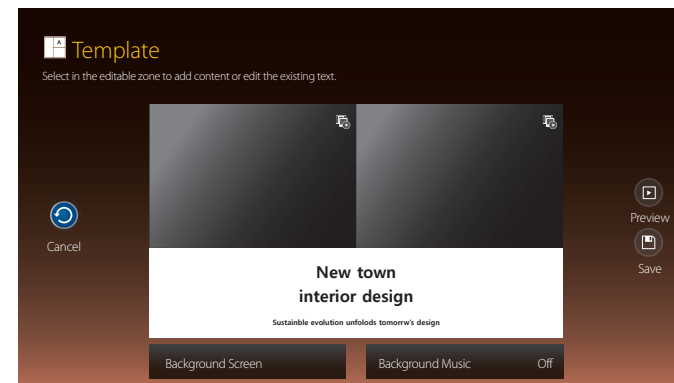 Template
Select in the editable zone to add content or edit the existing text.
Cancel
Preview
Save
New town
interior design
Sustainble evolution unfolods tomorrw's design
Background Screen
Background Music Off